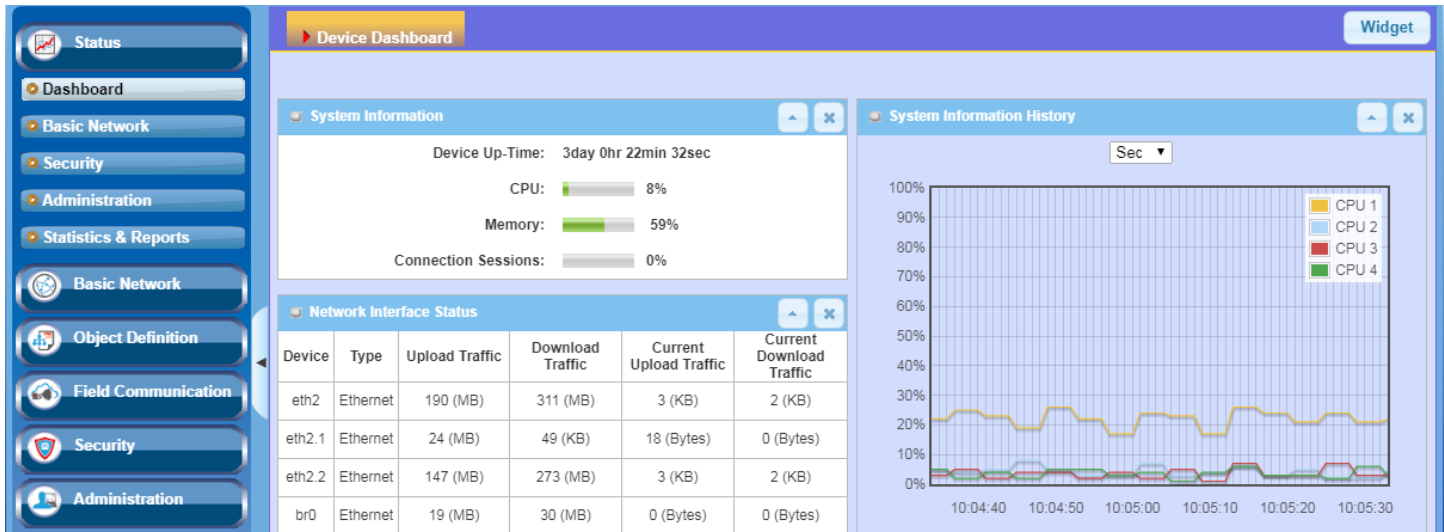 Status
Dashboard
Basic Network
Security
Administration
Statistics & Reports
Basic Network
Object Definition
Field Communication
Security
Administration
Device Dashboard
Widget
System Information
Device Up-Time: 3day 0hr 22min 32sec
CPU: 8%
Memory: 59%
Connection Sessions: 0%
Network Interface Status
Device Type Upload Traffic Download Traffic Current Upload Traffic Current Download Traffic
eth2 Ethernet 190 (MB) 311 (MB) 3 (KB) 2 (KB)
eth2.1 Ethernet 24 (MB) 49 (KB) 18 (Bytes) 0 (Bytes)
eth2.2 Ethernet 147 (MB) 273 (MB) 3 (KB) 2 (KB)
br0 Ethernet 19 (MB) 30 (MB) 0 (Bytes) 0 (Bytes)
System Information History
Sec
100%
90%
80%
70%
60%
50%
40%
30%
20%
10%
0%
CPU 1
CPU 2
CPU 3
CPU 4
10:04:40 10:04:50 10:05:00 10:05:10 10:05:20 10:05:30